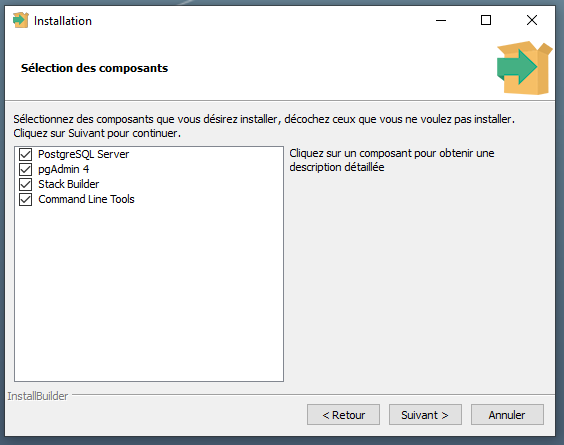 Installation
Sélection des composants
Sélectionnez des composants que vous désirez installer, décochez ceux que vous ne voulez pas installer.
Cliquez sur Suivant pour continuer.
PostgreSQL Server
pgAdmin 4
Stack Builder
Command Line Tools
Cliquez sur un composant pour obtenir une
description détaillée
InstallBuilder
< Retour
Suivant >
Annuler